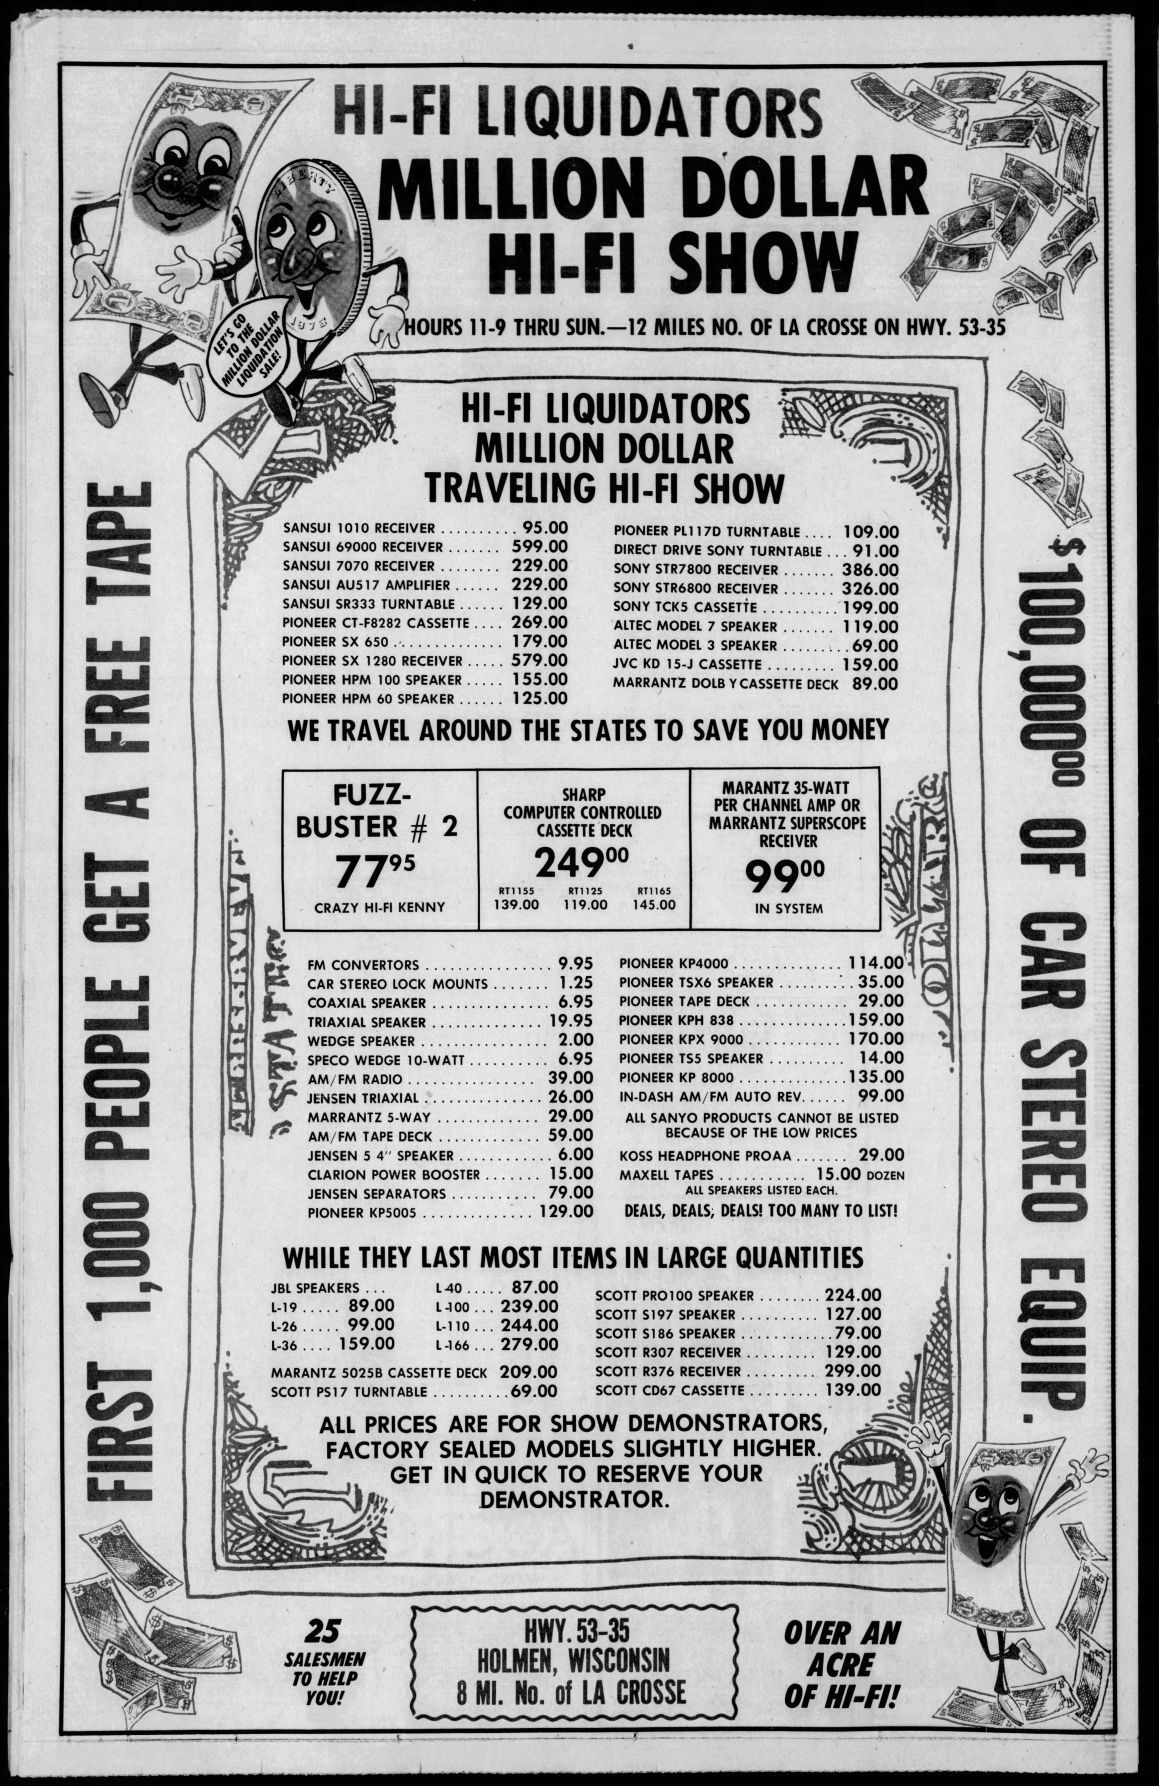 HI-FI LIQUIDATORS
MILLION DOLLAR
HI-FI SHOW
HOURS 11-9 THRU SUN.—12 MILES NO. OF LA CROSSE ON HWY. 53-35
LIBERTY
1978
LET'S GO
TO THE
MILLION DOLLAR
LIQUIDATION
SALE!
FIRST 1,000 PEOPLE GET A FREE TAPE
$100,000⁰⁰ OF CAR STEREO EQUIP.
HI-FI LIQUIDATORS
MILLION DOLLAR
TRAVELING HI-FI SHOW
SANSUI 1010 RECEIVER .......... 95.00
SANSUI 69000 RECEIVER ....... 599.00
SANSUI 7070 RECEIVER ........ 229.00
SANSUI AU517 AMPLIFIER ...... 229.00
SANSUI SR333 TURNTABLE ...... 129.00
PIONEER CT-F8282 CASSETTE .... 269.00
PIONEER SX 650 .............. 179.00
PIONEER SX 1280 RECEIVER ..... 579.00
PIONEER HPM 100 SPEAKER ..... 155.00
PIONEER HPM 60 SPEAKER ...... 125.00
PIONEER PL117D TURNTABLE .... 109.00
DIRECT DRIVE SONY TURNTABLE ... 91.00
SONY STR7800 RECEIVER ....... 386.00
SONY STR6800 RECEIVER ....... 326.00
SONY TCK5 CASSETTE .......... 199.00
ALTEC MODEL 7 SPEAKER ....... 119.00
ALTEC MODEL 3 SPEAKER ......... 69.00
JVC KD 15-J CASSETTE ......... 159.00
MARRANTZ DOLB Y CASSETTE DECK 89.00
WE TRAVEL AROUND THE STATES TO SAVE YOU MONEY
FUZZ-
BUSTER # 2
77⁹⁵
CRAZY HI-FI KENNY
SHARP
COMPUTER CONTROLLED
CASSETTE DECK
249⁰⁰
RT1155 RT1125 RT1165
139.00 119.00 145.00
MARANTZ 35-WATT
PER CHANNEL AMP OR
MARRANTZ SUPERSCOPE
RECEIVER
99⁰⁰
IN SYSTEM
FM CONVERTORS ................ 9.95
CAR STEREO LOCK MOUNTS ....... 1.25
COAXIAL SPEAKER ............... 6.95
TRIAXIAL SPEAKER .............. 19.95
WEDGE SPEAKER ................ 2.00
SPECO WEDGE 10-WATT .......... 6.95
AM/FM RADIO ................ 39.00
JENSEN TRIAXIAL ............... 26.00
MARRANTZ 5-WAY ............. 29.00
AM/FM TAPE DECK ............. 59.00
JENSEN 5 4" SPEAKER ............ 6.00
CLARION POWER BOOSTER ....... 15.00
JENSEN SEPARATORS ........... 79.00
PIONEER KP5005 .............. 129.00
PIONEER KP4000 .............. 114.00
PIONEER TSX6 SPEAKER .......... 35.00
PIONEER TAPE DECK ............ 29.00
PIONEER KPH 838 .............. 159.00
PIONEER KPX 9000 ............ 170.00
PIONEER TS5 SPEAKER .......... 14.00
PIONEER KP 8000 .............. 135.00
IN-DASH AM/FM AUTO REV. ..... 99.00
ALL SANYO PRODUCTS CANNOT BE LISTED
BECAUSE OF THE LOW PRICES
KOSS HEADPHONE PROAA ....... 29.00
MAXELL TAPES ........... 15.00 DOZEN
ALL SPEAKERS LISTED EACH.
DEALS, DEALS, DEALS! TOO MANY TO LIST!
WHILE THEY LAST MOST ITEMS IN LARGE QUANTITIES
JBL SPEAKERS ... L-40 ..... 87.00
L-19 ..... 89.00 L-100 ... 239.00
L-26 ..... 99.00 L-110 ... 244.00
L-36 .... 159.00 L-166 ... 279.00
MARANTZ 5025B CASSETTE DECK 209.00
SCOTT PS17 TURNTABLE .......... 69.00
SCOTT PRO100 SPEAKER ........ 224.00
SCOTT S197 SPEAKER .......... 127.00
SCOTT S186 SPEAKER ............ 79.00
SCOTT R307 RECEIVER ......... 129.00
SCOTT R376 RECEIVER .......... 299.00
SCOTT CD67 CASSETTE ......... 139.00
ALL PRICES ARE FOR SHOW DEMONSTRATORS,
FACTORY SEALED MODELS SLIGHTLY HIGHER.
GET IN QUICK TO RESERVE YOUR
DEMONSTRATOR.
25
SALESMEN
TO HELP
YOU!
HWY. 53-35
HOLMEN, WISCONSIN
8 MI. No. of LA CROSSE
OVER AN
ACRE
OF HI-FI!